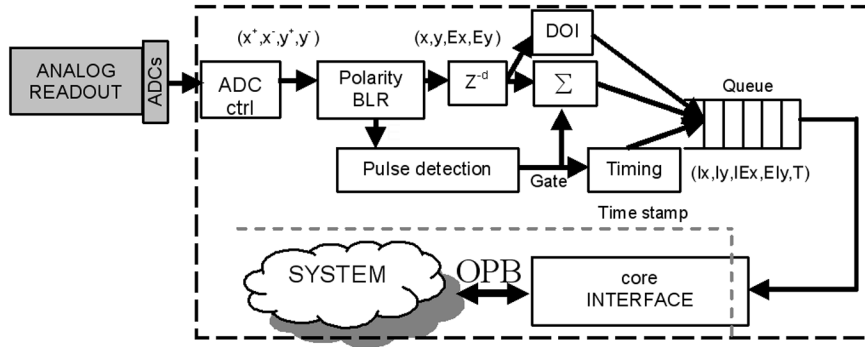 (x+,x-,y+,y-)
(x,y,Ex,Ey)
DOI
ANALOG
READOUT
ADCs
ADC
ctrl
Polarity
BLR
Z-d
Σ
Queue
Pulse detection
Gate
Timing
(Ix,Iy,IEx,EIy,T)
Time stamp
SYSTEM
OPB
core
INTERFACE